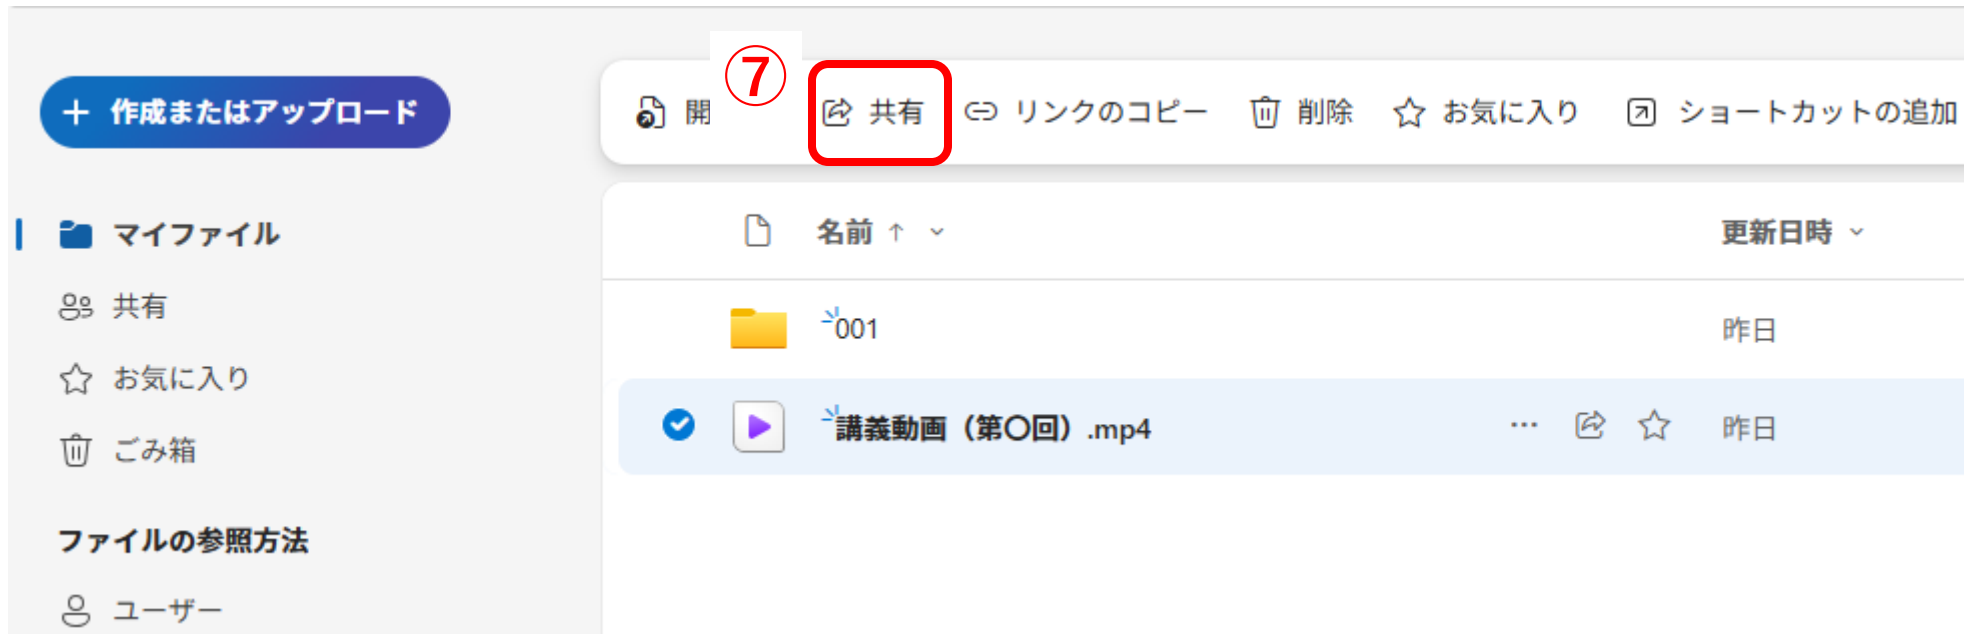 作成またはアップロード
マイファイル
共有
お気に入り
ごみ箱
ファイルの参照方法
ユーザー
開 ⑦ 共有 リンクのコピー 削除 お気に入り ショートカットの追加
名前 更新日時
001 昨日
講義動画（第〇回）.mp4 … 昨日